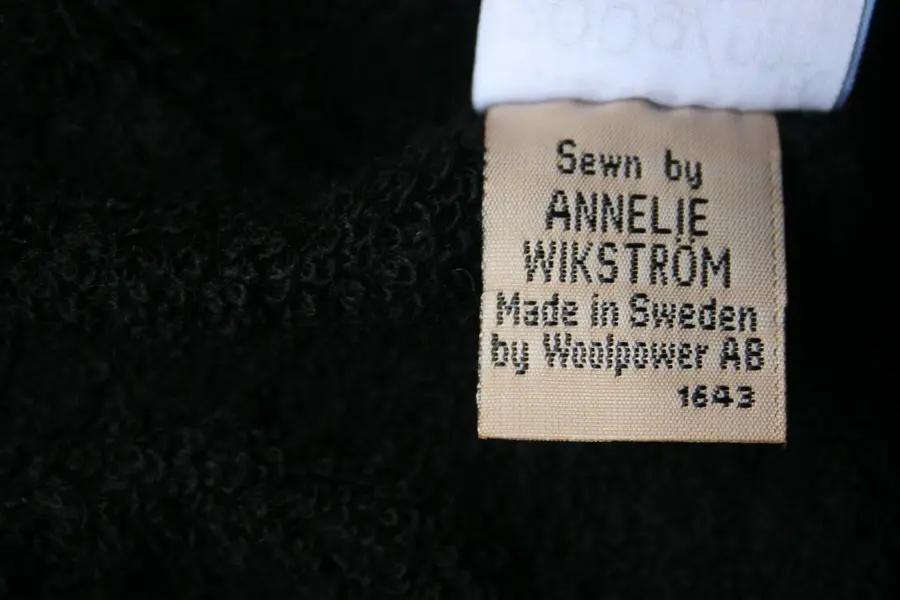 Sewn by
ANNELIE
WIKSTRÖM
Made in Sweden
by Woolpower AB
1643